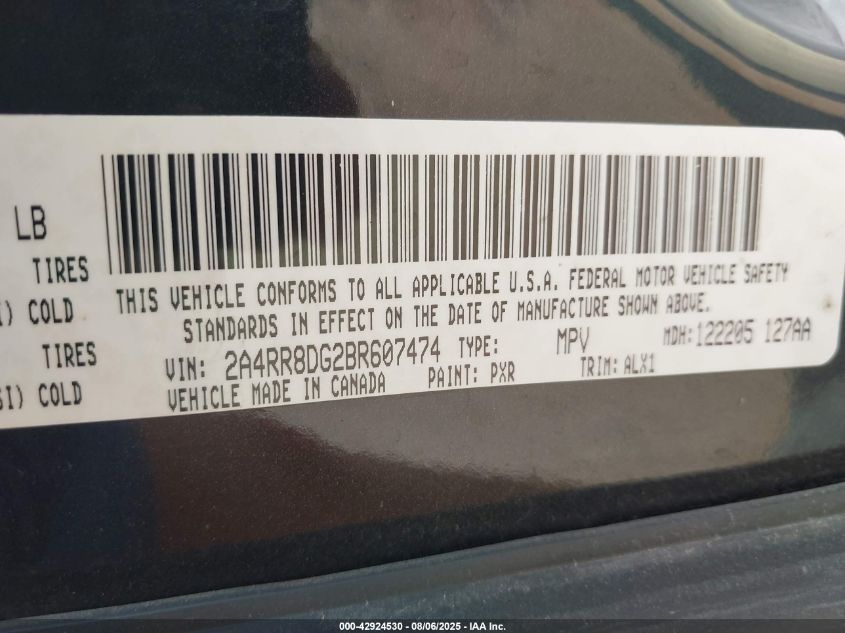 LB
TIRES
I) COLD
TIRES
SI) COLD
THIS VEHICLE CONFORMS TO ALL APPLICABLE U.S.A. FEDERAL MOTOR VEHICLE SAFETY
STANDARDS IN EFFECT ON THE DATE OF MANUFACTURE SHOWN ABOVE.
VIN: 2A4RR8DG2BR607474 TYPE: MPV MDH: 122205 127AA
VEHICLE MADE IN CANADA PAINT: PXR TRIM: ALX1
000-42924530 - 08/06/2025 - IAA Inc.